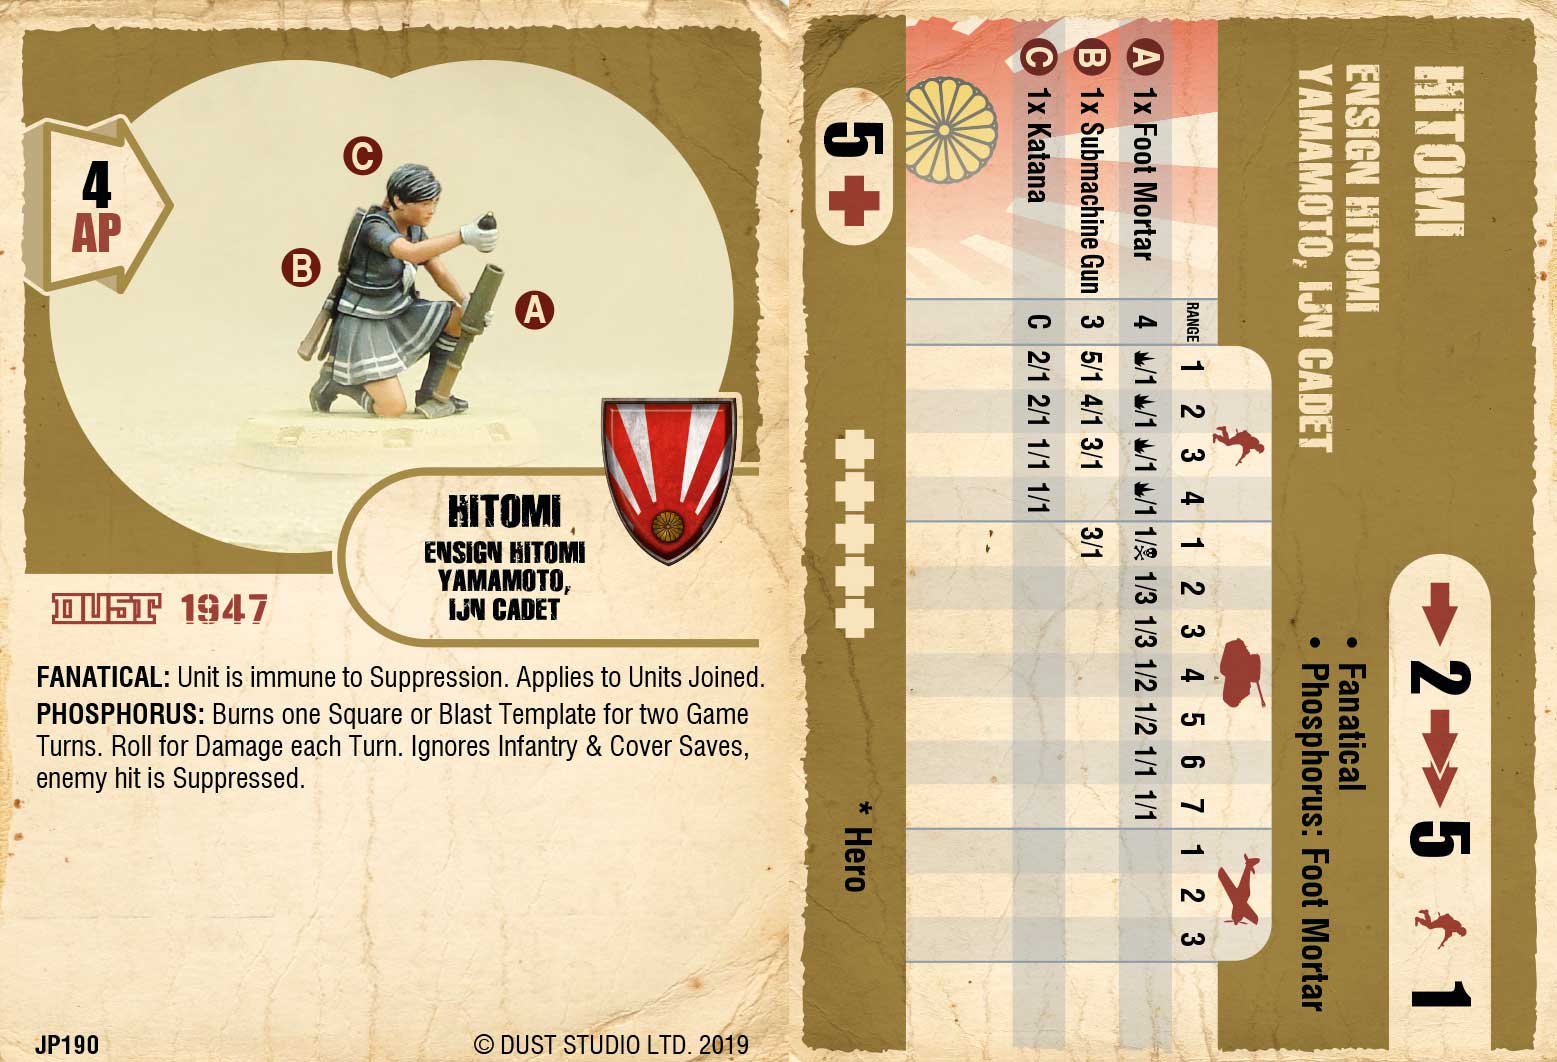 4
AP
C
B
A
HITOMI
ENSIGN HITOMI
YAMAMOTO,
IJN CADET
DUST 1947
FANATICAL: Unit is immune to Suppression. Applies to Units Joined.
PHOSPHORUS: Burns one Square or Blast Template for two Game
Turns. Roll for Damage each Turn. Ignores Infantry & Cover Saves,
enemy hit is Suppressed.
JP190
© DUST STUDIO LTD. 2019
HITOMI
ENSIGN HITOMI
YAMAMOTO, IJN CADET
2 5 1
• Fanatical
• Phosphorus: Foot Mortar
RANGE 1 2 3 4 1 2 3 4 5 6 7 1 2 3
A 1x Foot Mortar 4 /1 /1 /1 /1 1/ 1/3 1/3 1/2 1/2 1/1 1/1
B 1x Submachine Gun 3 5/1 4/1 3/1 3/1
C 1x Katana C 2/1 2/1 1/1 1/1
5
* Hero